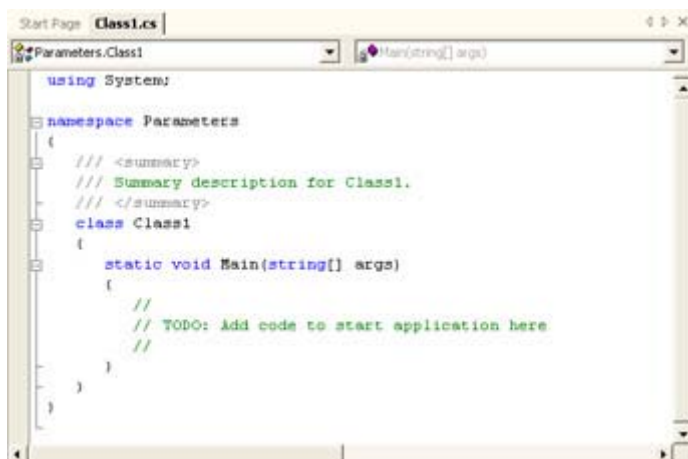 Start Page Class1.cs
Parameters.Class1 Main(string[] args)
using System;
namespace Parameters
{
/// <summary>
/// Summary description for Class1.
/// </summary>
class Class1
{
static void Main(string[] args)
{
//
// TODO: Add code to start application here
//
}
}
}